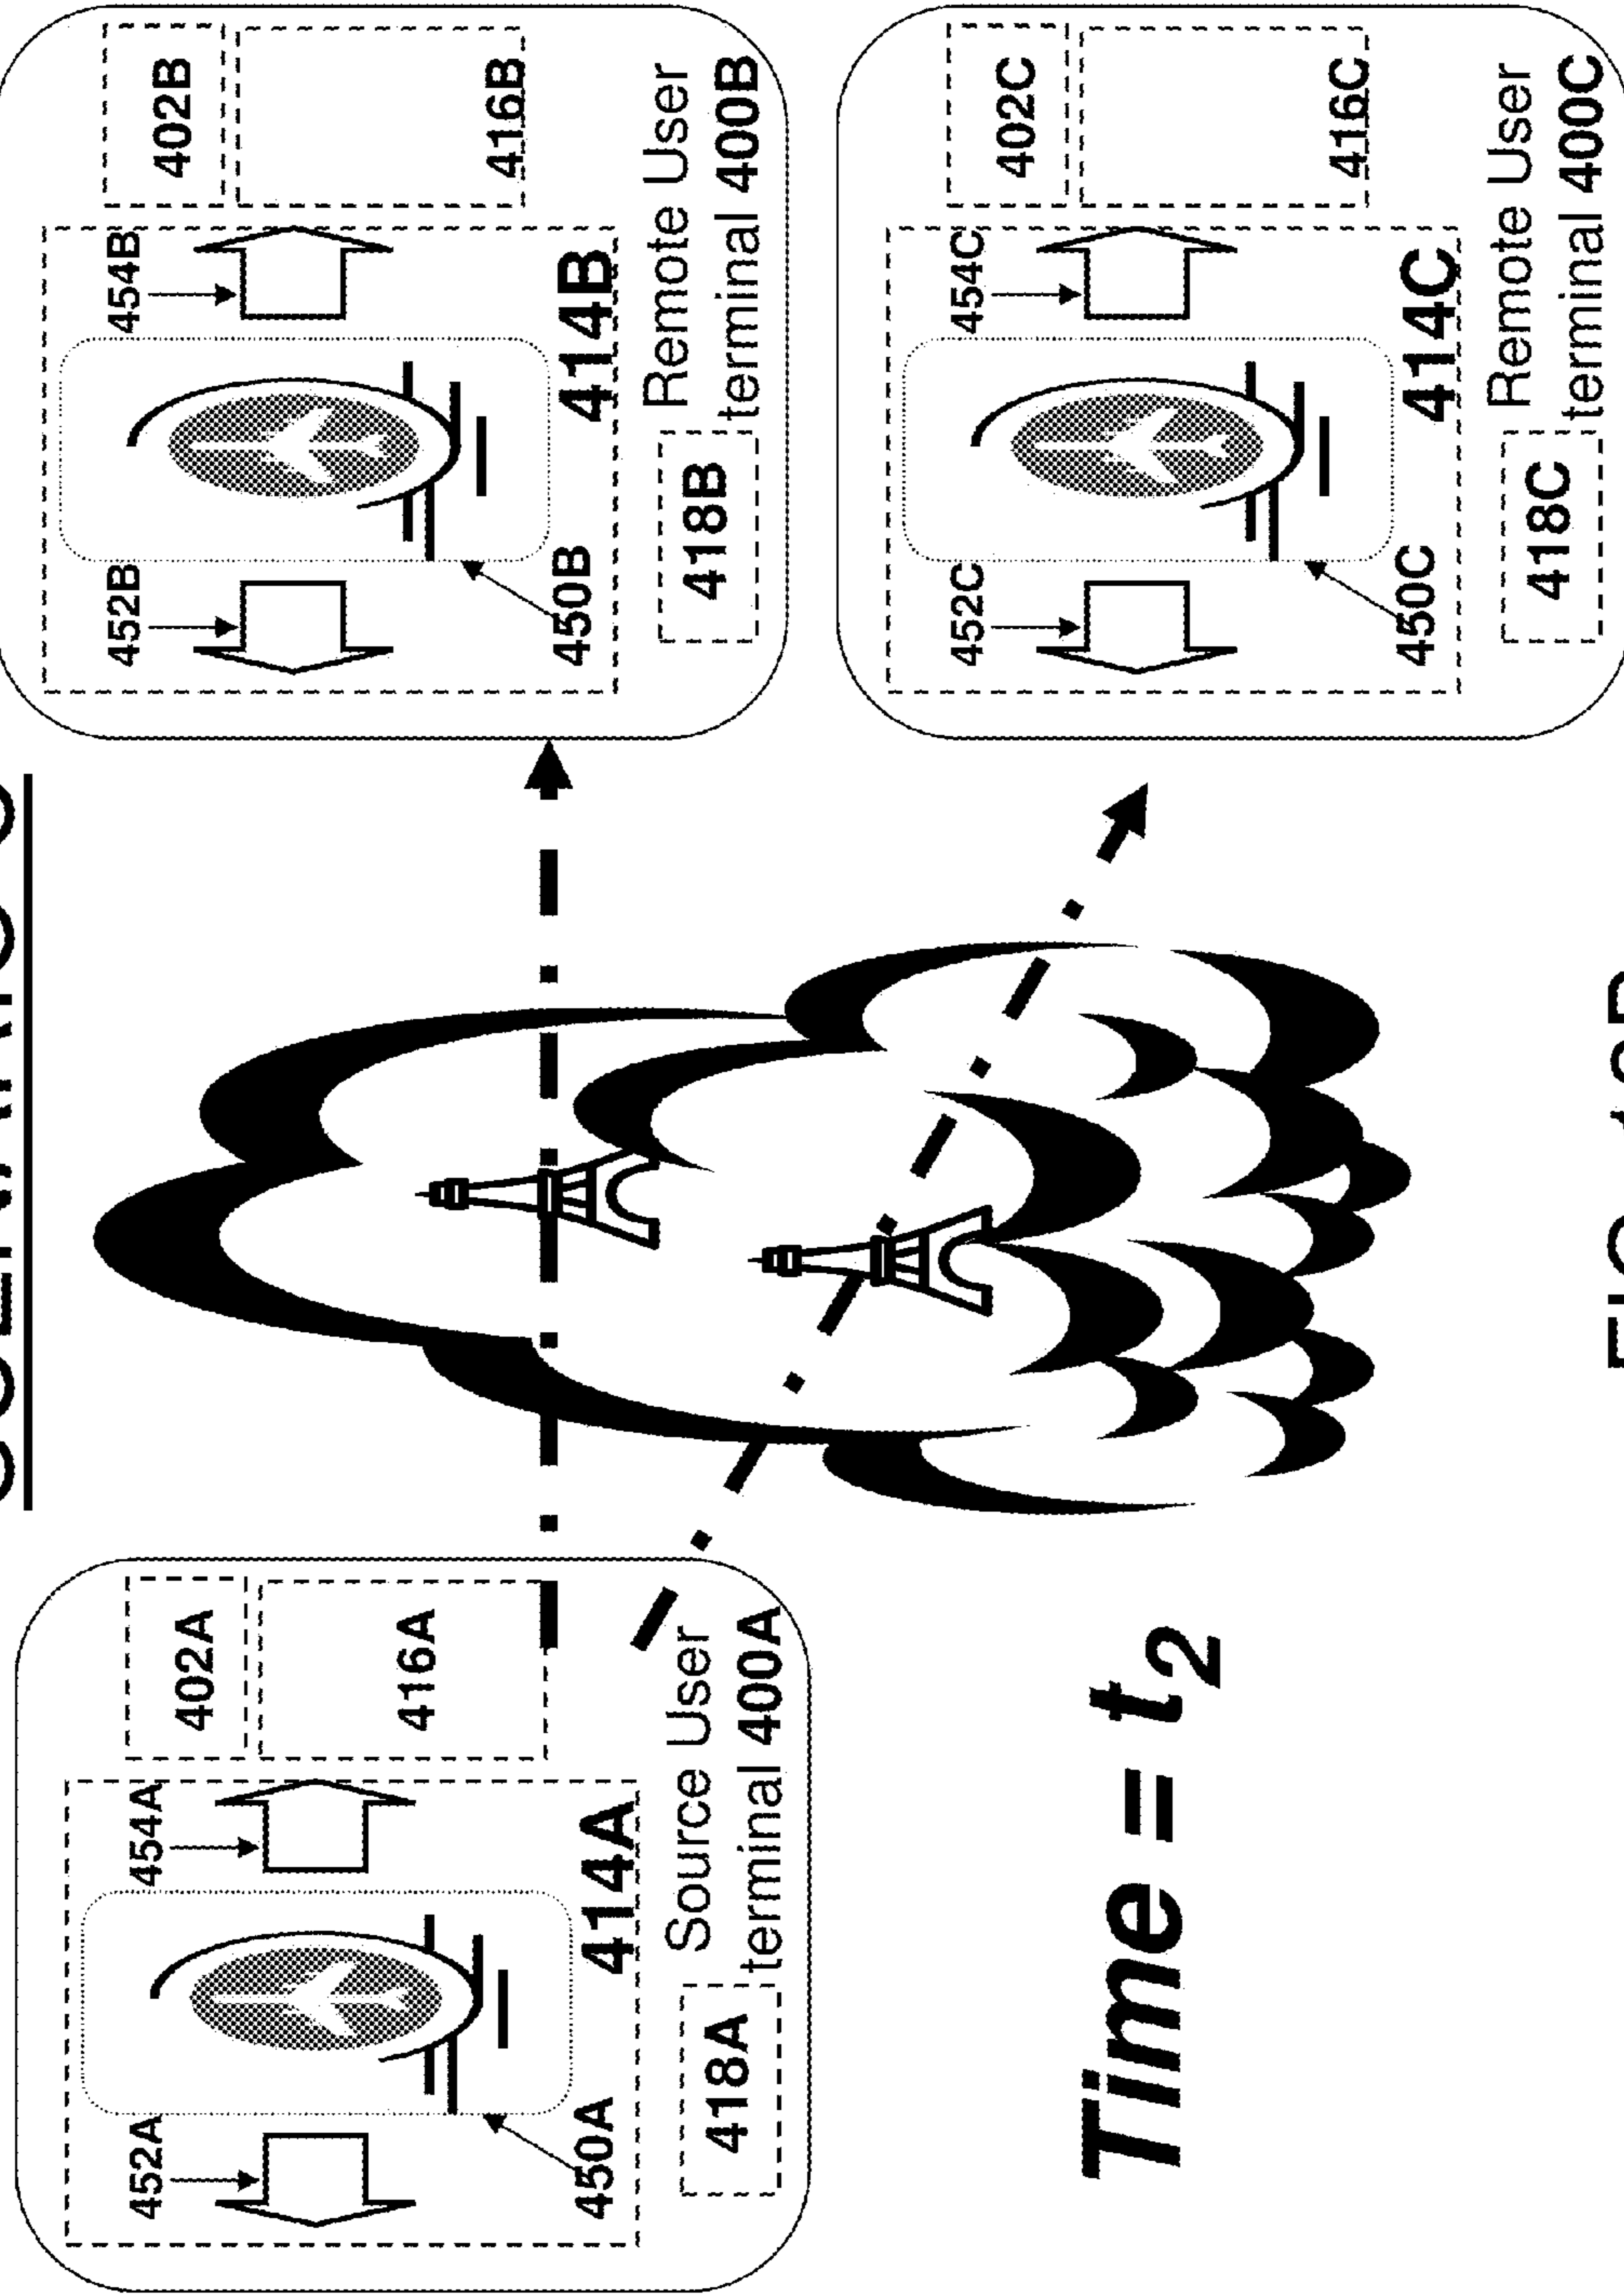 452A
454A
402A
416A
450A
414A
418A
Source User
terminal 400A
452B
454B
402B
416B
450B
414B
418B
Remote User
terminal 400B
Time = t2
452C
454C
402C
416C
450C
414C
418C
Remote User
terminal 400C